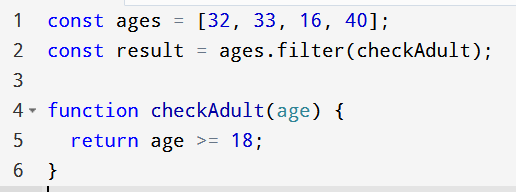 1 const ages = [32, 33, 16, 40];
2 const result = ages.filter(checkAdult);
3
4 function checkAdult(age) {
5   return age >= 18;
6 }